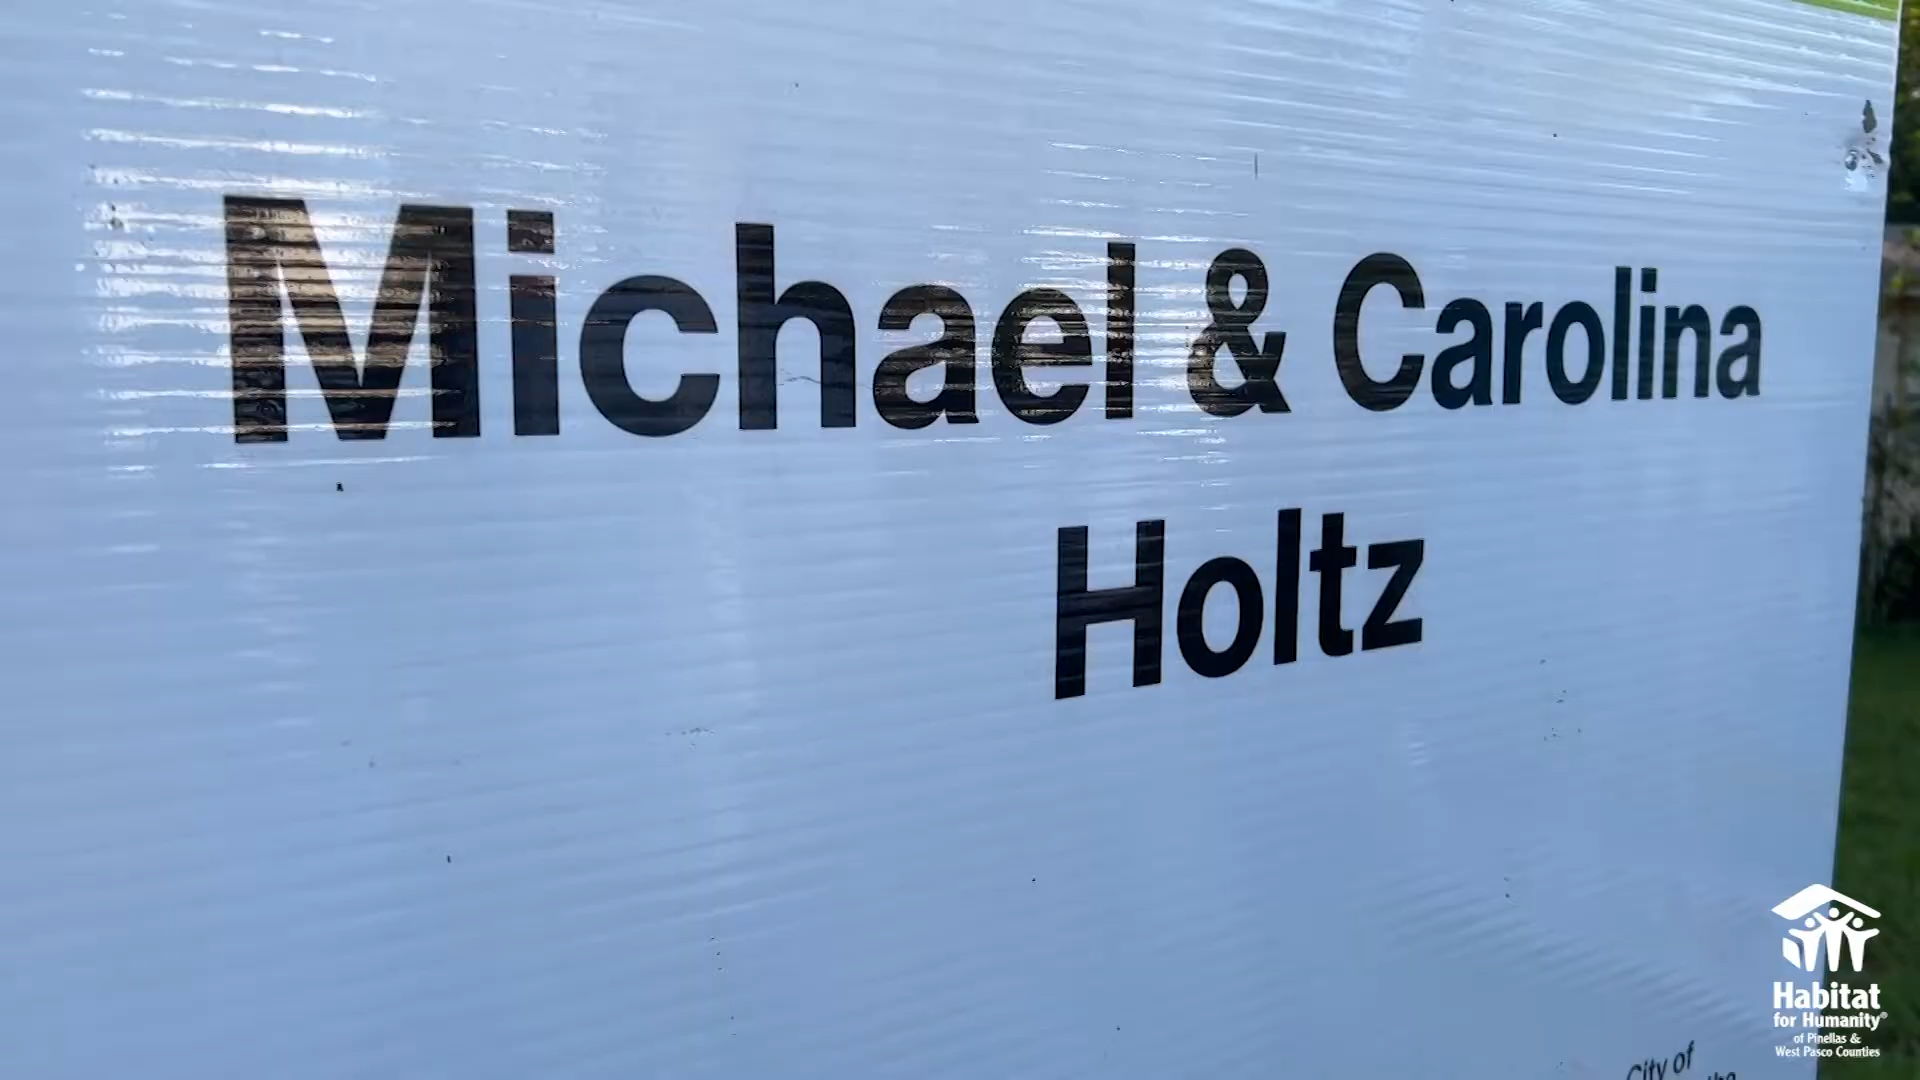 Michael & Carolina
Holtz
City of
Habitat
for Humanity®
of Pinellas &
West Pasco Counties